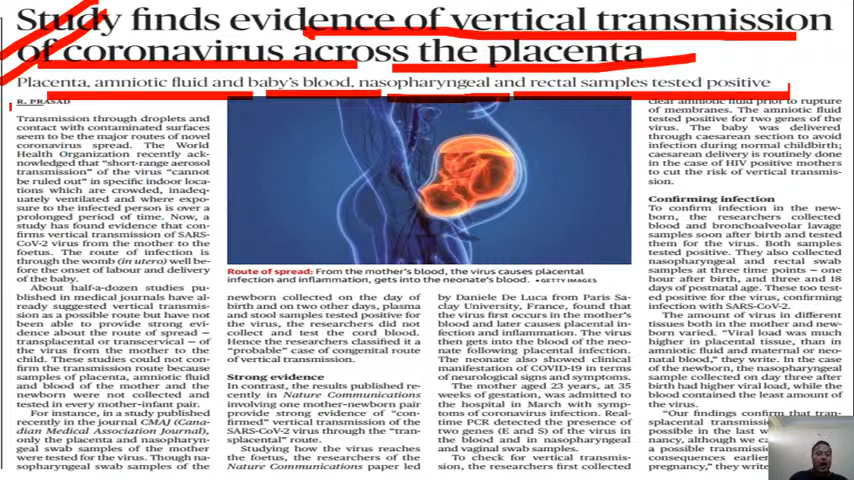 Study finds evidence of vertical transmission
of coronavirus across the placenta
Placenta, amniotic fluid and baby's blood, nasopharyngeal and rectal samples tested positive
R. PRASAD
Transmission through droplets and
contact with contaminated surfaces
seem to be the major routes of novel
coronavirus spread. The World
Health Organization recently ack-
nowledged that "short-range aerosol
transmission" of the virus "cannot
be ruled out" in specific indoor loca-
tions which are crowded, inadeq-
uately ventilated and where expo-
sure to the infected person is over a
prolonged period of time. Now, a
study has found evidence that con-
firms vertical transmission of SARS-
CoV-2 virus from the mother to the
foetus. The route of infection is
through the womb (in utero) well be-
fore the onset of labour and delivery
of the baby.
About half-a-dozen studies pu-
blished in medical journals have al-
ready suggested vertical transmis-
sion as a possible route but have not
been able to provide strong evi-
dence about the route of spread –
transplacental or transcervical – of
the virus from the mother to the
child. These studies could not con-
firm the transmission route because
samples of placenta, amniotic fluid
and blood of the mother and the
newborn were not collected and
tested in every mother-infant pair.
For instance, in a study published
recently in the journal CMAJ (Cana-
dian Medical Association Journal),
only the placenta and nasopharyn-
geal swab samples of the mother
were tested for the virus. Though na-
sopharyngeal swab samples of the
Route of spread: From the mother's blood, the virus causes placental
infection and inflammation, gets into the neonate's blood. • GETTY IMAGES
newborn collected on the day of
birth and on two other days, plasma
and stool samples tested positive for
the virus, the researchers did not
collect and test the cord blood.
Hence the researchers classified it a
"probable" case of congenital route
of vertical transmission.
Strong evidence
In contrast, the results published re-
cently in Nature Communications
involving one mother-newborn pair
provide strong evidence of "con-
firmed" vertical transmission of the
SARS-CoV-2 virus through the "tran-
splacental" route.
Studying how the virus reaches
the foetus, the researchers of the
Nature Communications paper led
by Daniele De Luca from Paris Sa-
clay University, France, found that
the virus first occurs in the mother's
blood and later causes placental in-
fection and inflammation. The virus
then gets into the blood of the neo-
nate following placental infection.
The neonate also showed clinical
manifestation of COVID-19 in terms
of neurological signs and symptoms.
The mother aged 23 years, at 35
weeks of gestation, was admitted to
the hospital in March with symp-
toms of coronavirus infection. Real-
time PCR detected the presence of
two genes (E and S) of the virus in
the blood and in nasopharyngeal
and vaginal swab samples.
To check for vertical transmis-
sion, the researchers first collected
clear amniotic fluid prior to rupture
of membranes. The amniotic fluid
tested positive for two genes of the
virus. The baby was delivered
through caesarean section to avoid
infection during normal childbirth;
caesarean delivery is routinely done
in the case of HIV positive mothers
to cut the risk of vertical transmis-
sion.
Confirming infection
To confirm infection in the new-
born, the researchers collected
blood and bronchoalveolar lavage
samples soon after birth and tested
them for the virus. Both samples
tested positive. They also collected
nasopharyngeal and rectal swab
samples at three time points – one
hour after birth, and three and 18
days of postnatal age. These too test-
ed positive for the virus, confirming
infection with SARS-CoV-2.
The amount of virus in different
tissues both in the mother and new-
born varied. "Viral load was much
higher in placental tissue, than in
amniotic fluid and maternal or neo-
natal blood," they write. In the case
of the newborn, the nasopharyngeal
sample collected on day three after
birth had higher viral load, while the
blood contained the least amount of
the virus.
"Our findings confirm that tran-
splacental
possible in the last
nancy, although we
a possible
consequences
pregnancy," they